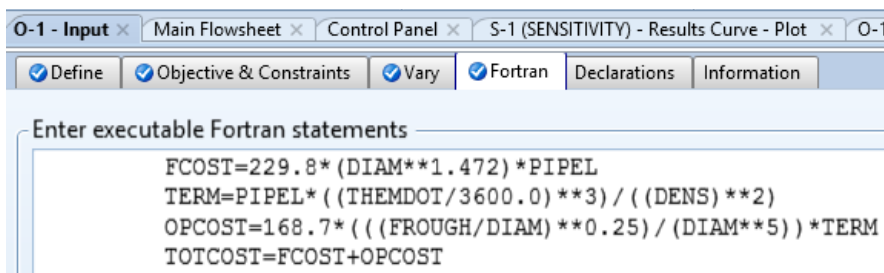 O-1 - Input Main Flowsheet Control Panel S-1 (SENSITIVITY) - Results Curve - Plot O-1
Define Objective & Constraints Vary Fortran Declarations Information
Enter executable Fortran statements
FCOST=229.8*(DIAM**1.472)*PIPEL
TERM=PIPEL*((THEMDOT/3600.0)**3)/((DENS)**2)
OPCOST=168.7*(((FROUGH/DIAM)**0.25)/(DIAM**5))*TERM
TOTCOST=FCOST+OPCOST